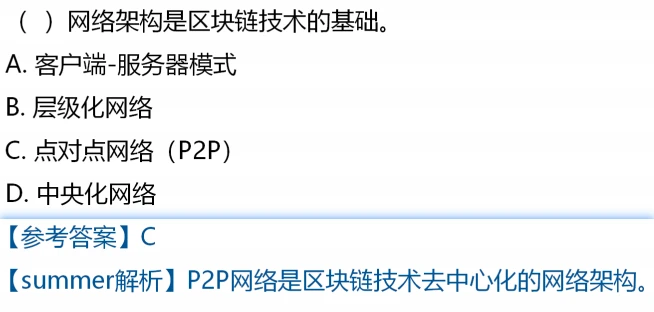 （ ）网络架构是区块链技术的基础。
A. 客户端-服务器模式
B. 层级化网络
C. 点对点网络（P2P）
D. 中央化网络
【参考答案】C
【summer解析】P2P网络是区块链技术去中心化的网络架构。